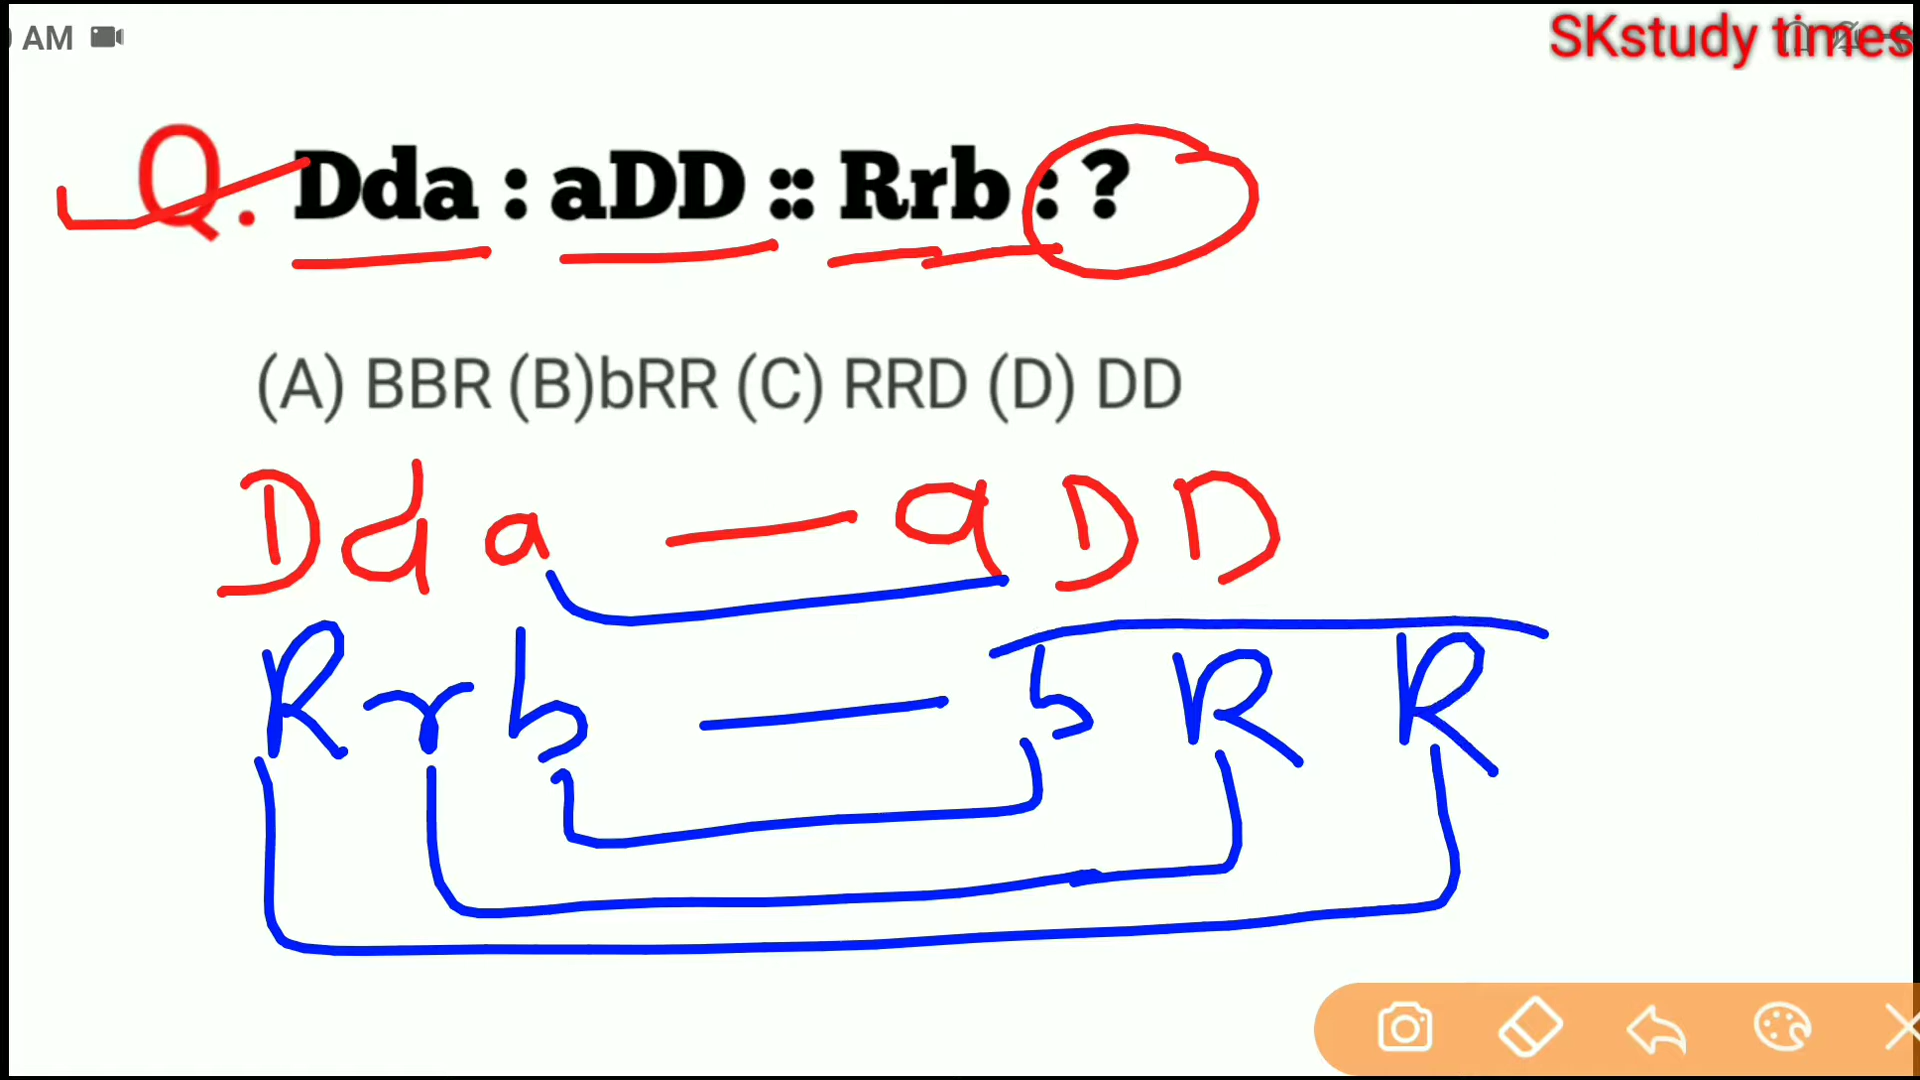 AM
SKstudy times
Q. Dda : aDD :: Rrb : ?
(A) BBR (B)bRR (C) RRD (D) DD
Dda — aDD
Rrb — bRR